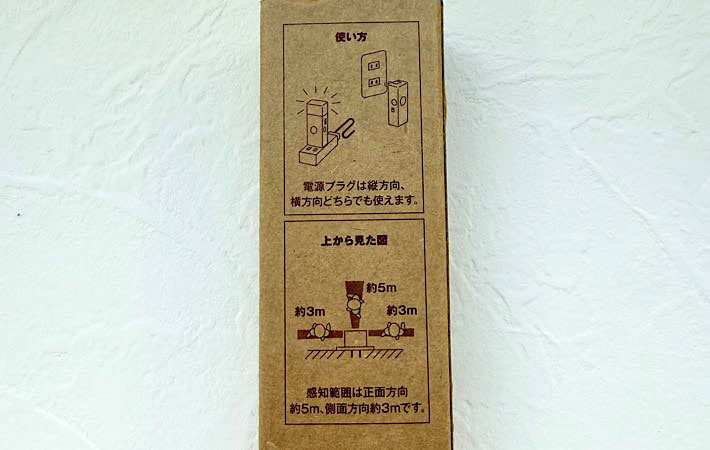 使い方
電源プラグは縦方向、
横方向どちらでも使えます。
上から見た図
約5m
約3m
約3m
感知範囲は正面方向
約5m、側面方向約3mです。